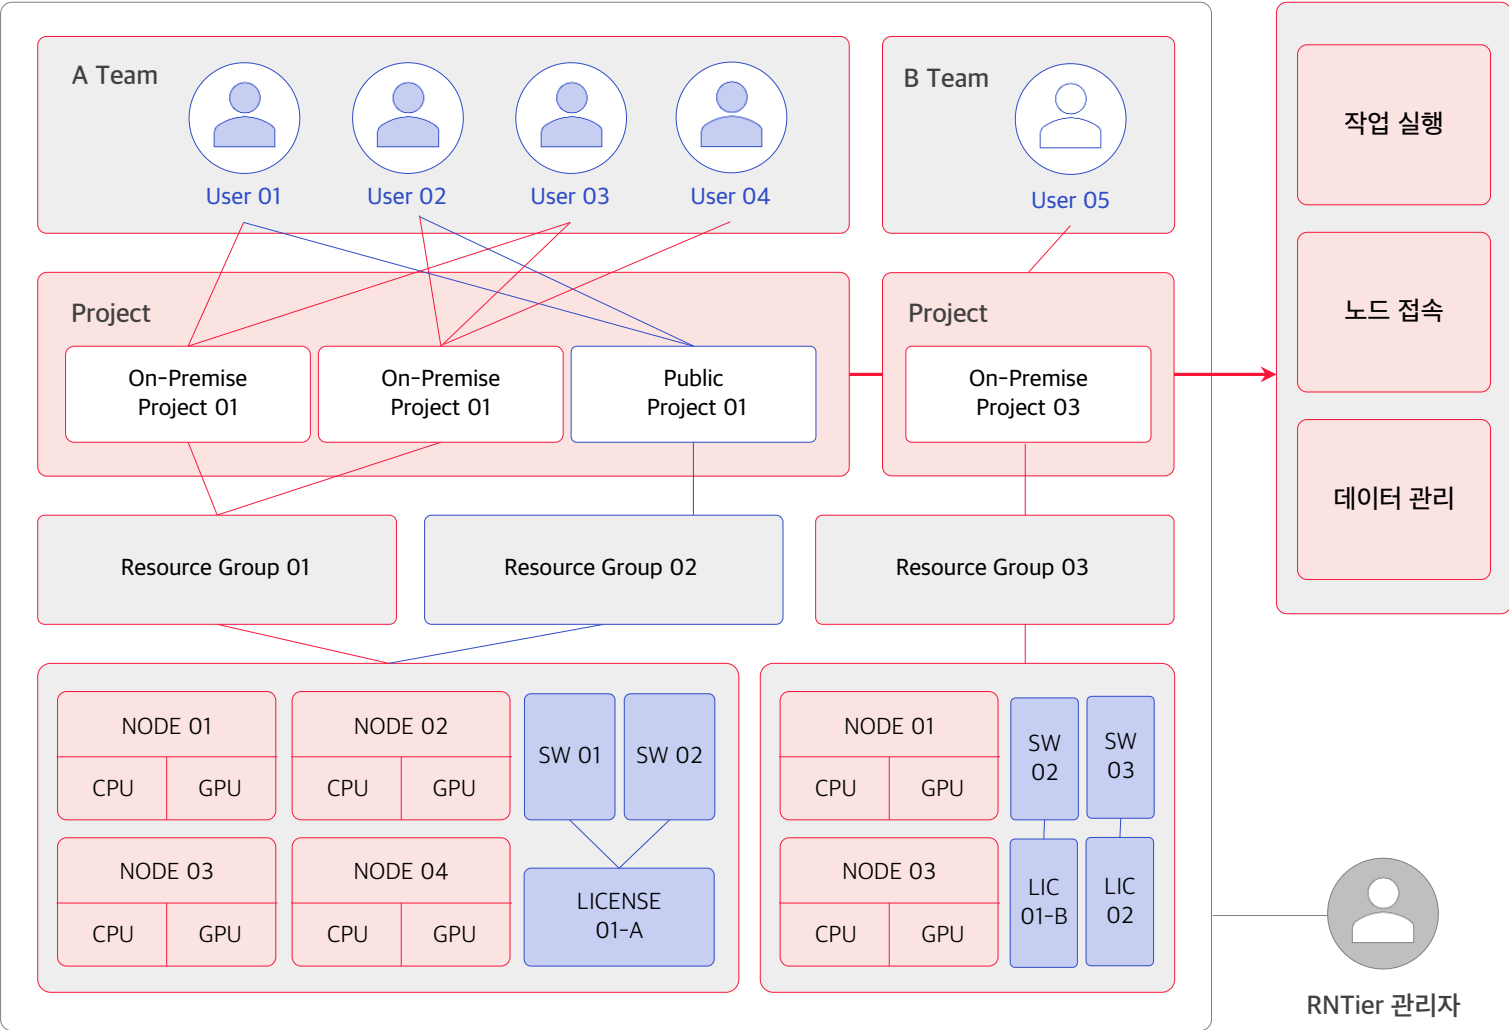 A Team
User 01
User 02
User 03
User 04
B Team
User 05
Project
On-Premise
Project 01
On-Premise
Project 01
Public
Project 01
Project
On-Premise
Project 03
Resource Group 01
Resource Group 02
Resource Group 03
NODE 01
CPU
GPU
NODE 02
CPU
GPU
NODE 03
CPU
GPU
NODE 04
CPU
GPU
SW 01
SW 02
LICENSE
01-A
NODE 01
CPU
GPU
NODE 03
CPU
GPU
SW
02
SW
03
LIC
01-B
LIC
02
작업 실행
노드 접속
데이터 관리
RNTier 관리자